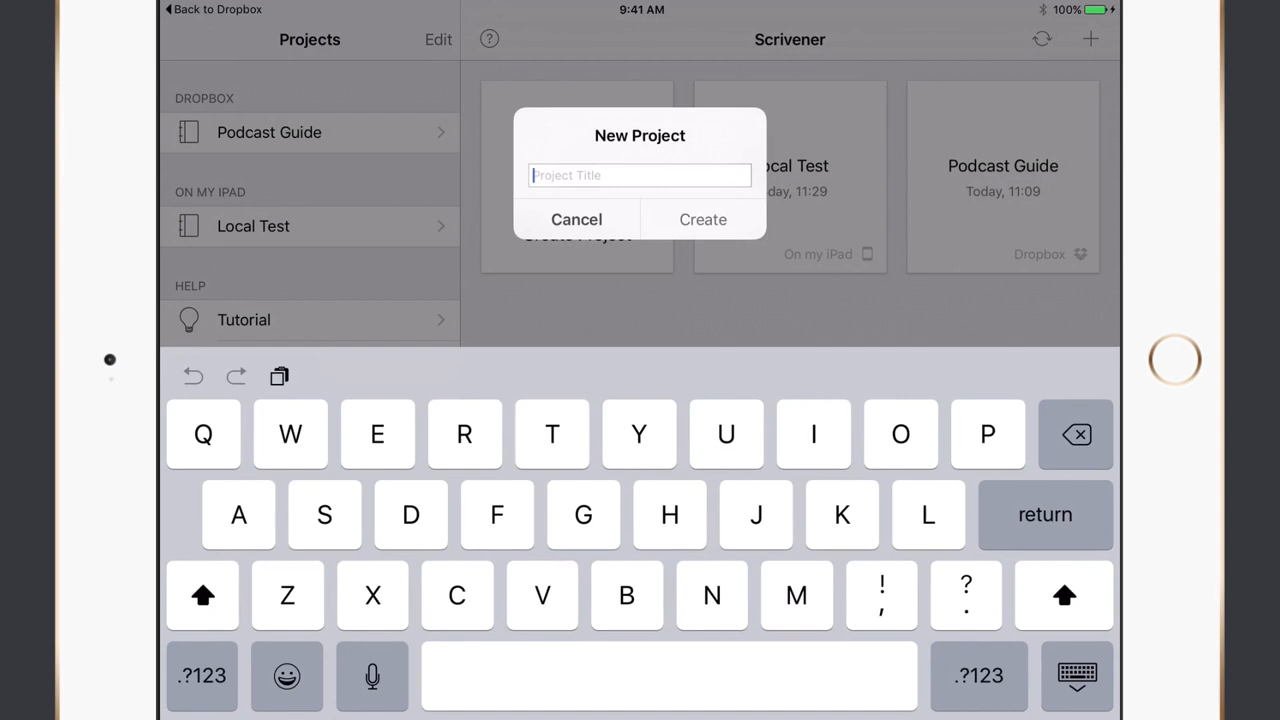 Back to Dropbox
9:41 AM
100%
Projects
Edit
?
Scrivener
DROPBOX
Podcast Guide
ON MY IPAD
Local Test
HELP
Tutorial
New Project
Project Title
Cancel
Create
Create Project
ocal Test
day, 11:29
On my iPad
Podcast Guide
Today, 11:09
Dropbox
Q W E R T Y U I O P
A S D F G H J K L return
Z X C V B N M ! , ? .
.?123 .?123